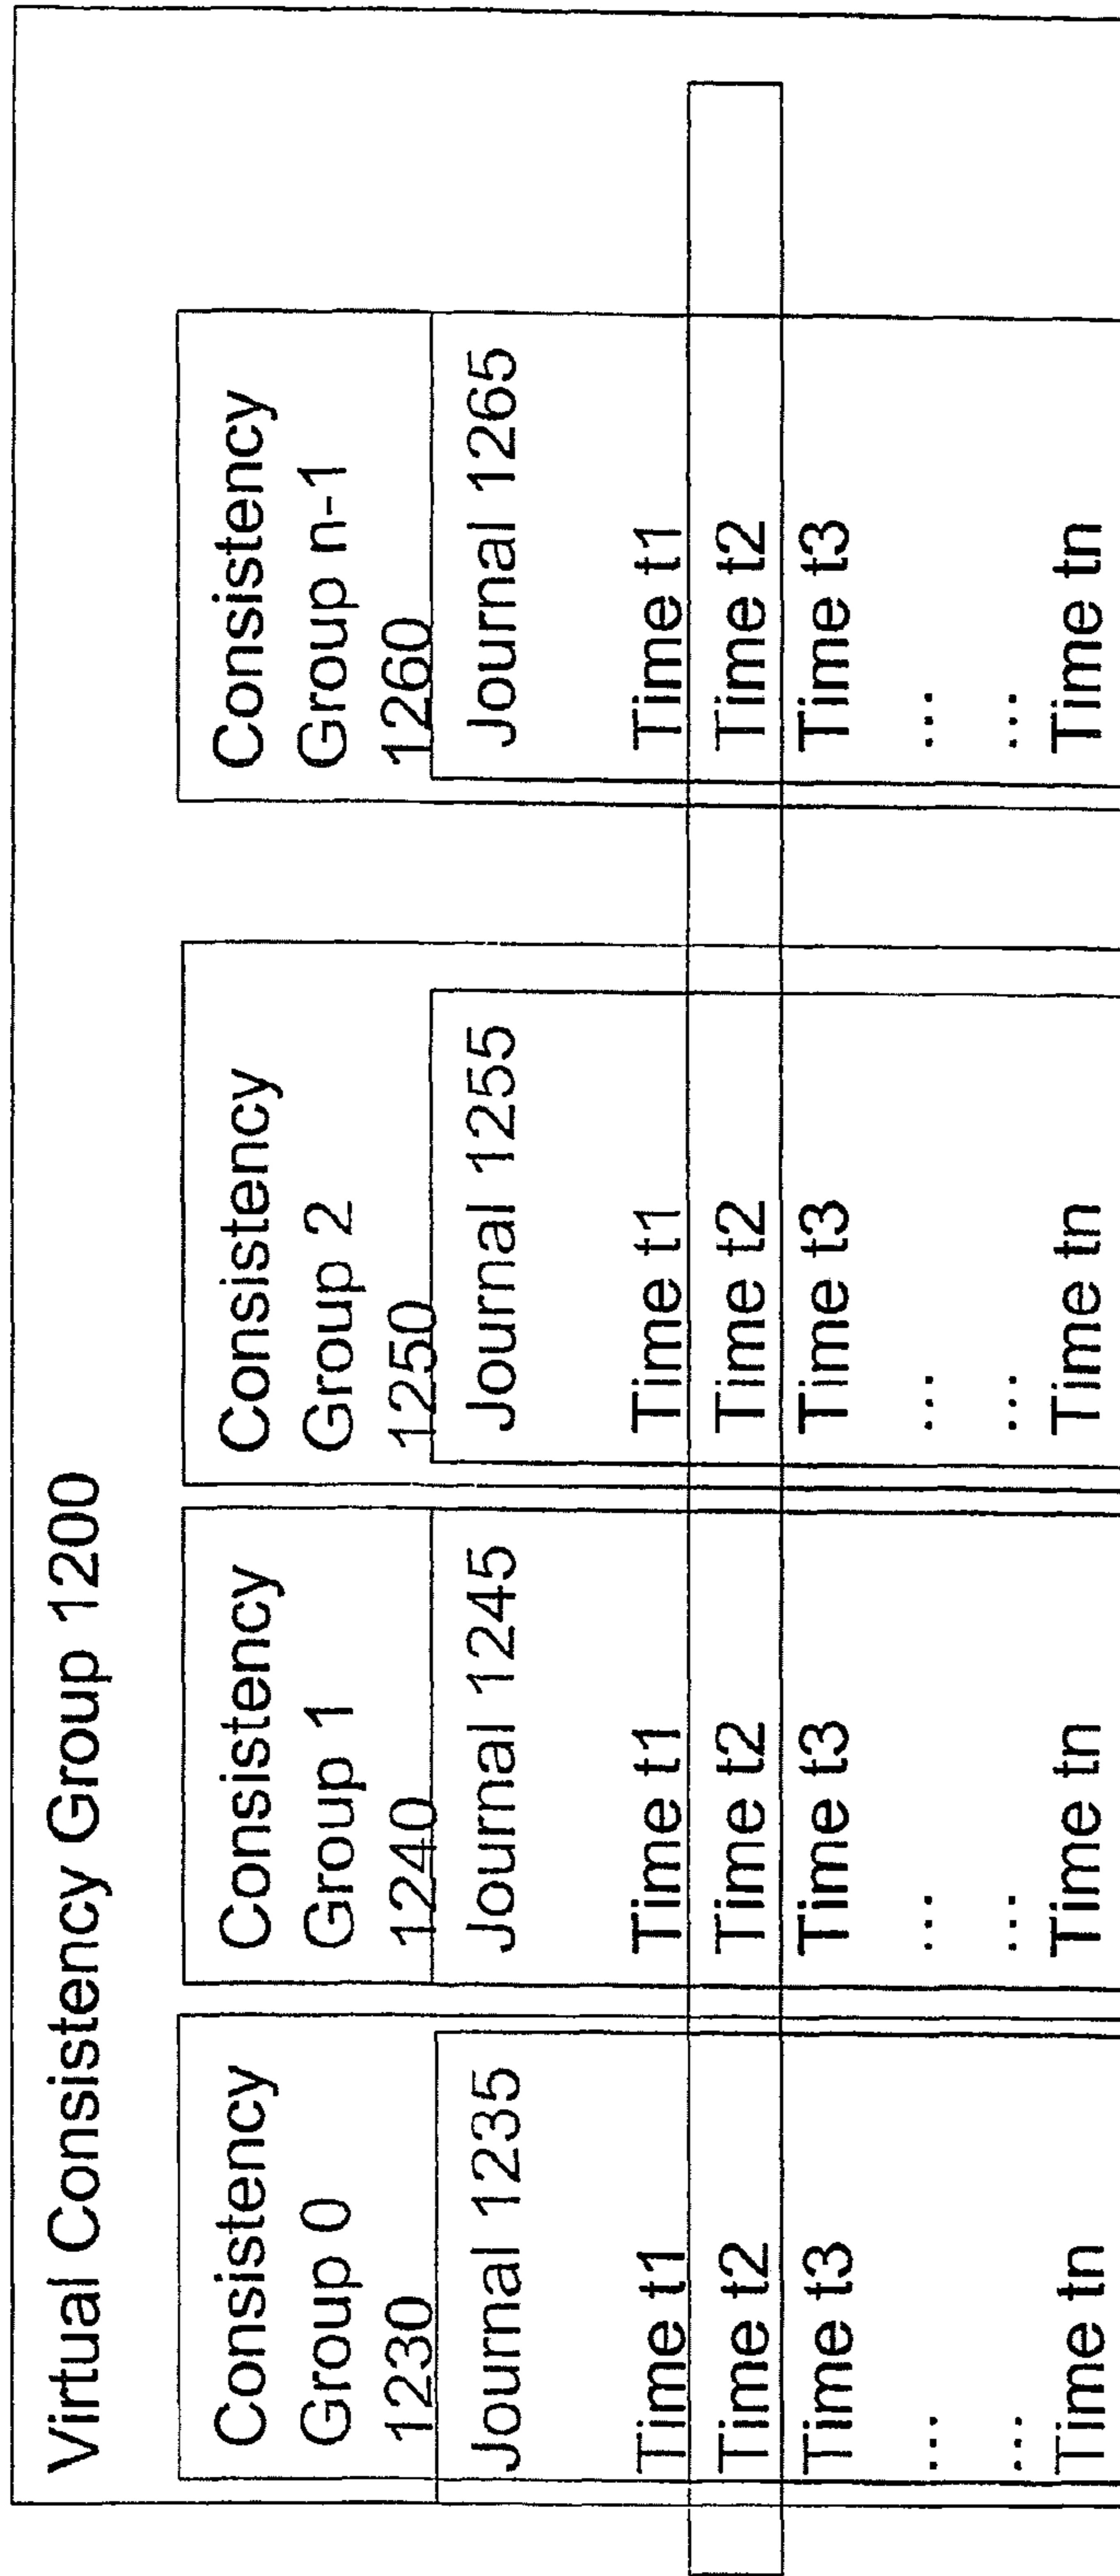 Virtual Consistency Group 1200
Consistency
Group 0
1230
Journal 1235
Time t1
Time t2
Time t3
...
...
Time tn
Consistency
Group 1
1240
Journal 1245
Time t1
Time t2
Time t3
...
...
Time tn
Consistency
Group 2
1250
Journal 1255
Time t1
Time t2
Time t3
...
...
Time tn
Consistency
Group n-1
1260
Journal 1265
Time t1
Time t2
Time t3
...
...
Time tn